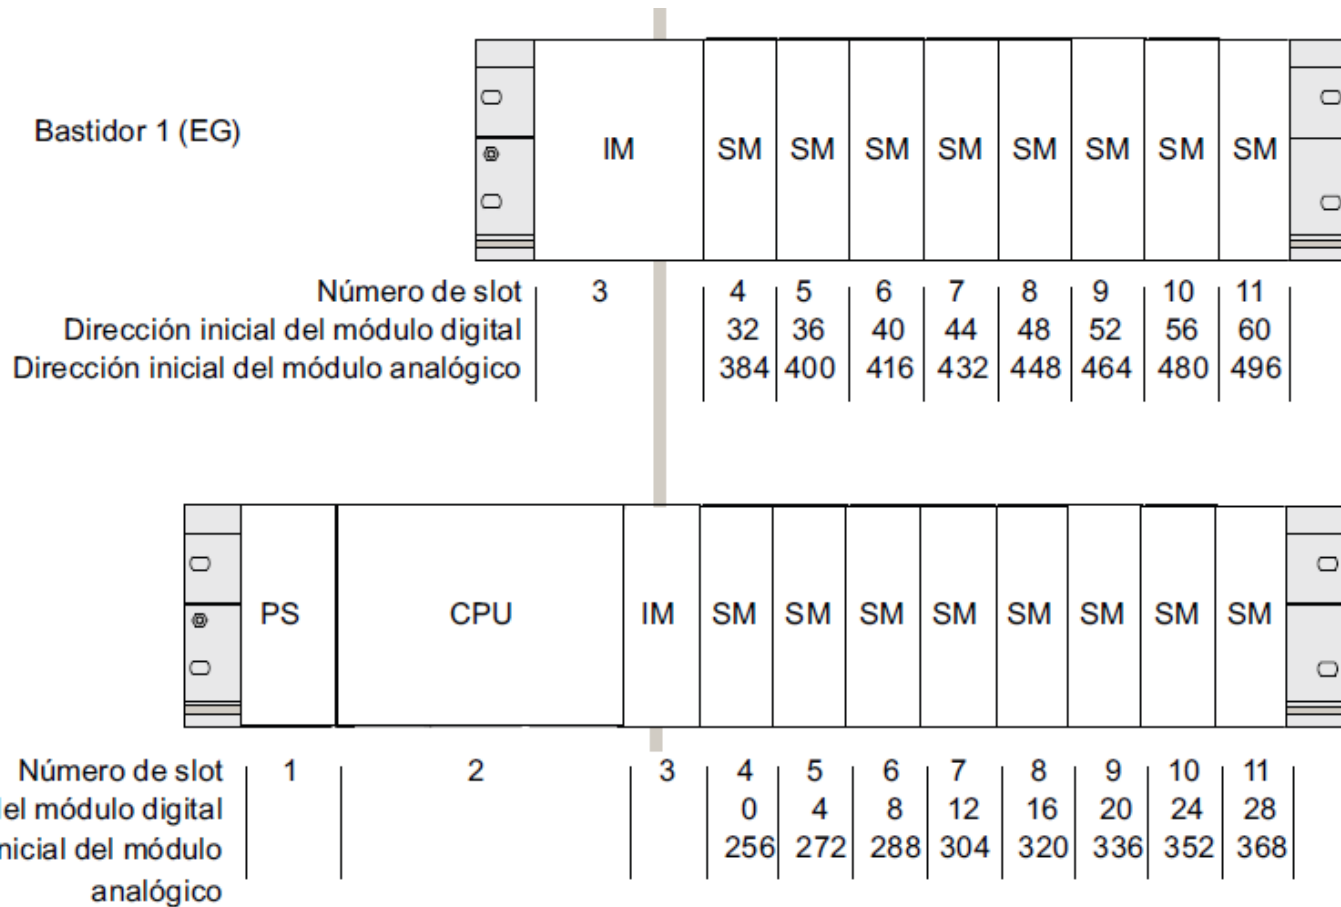 Bastidor 1 (EG)
IM SM SM SM SM SM SM SM SM
Número de slot 3 4 5 6 7 8 9 10 11
Dirección inicial del módulo digital 32 36 40 44 48 52 56 60
Dirección inicial del módulo analógico 384 400 416 432 448 464 480 496
PS CPU IM SM SM SM SM SM SM SM SM
Número de slot 1 2 3 4 5 6 7 8 9 10 11
del módulo digital 0 4 8 12 16 20 24 28
nicial del módulo 256 272 288 304 320 336 352 368
analógico